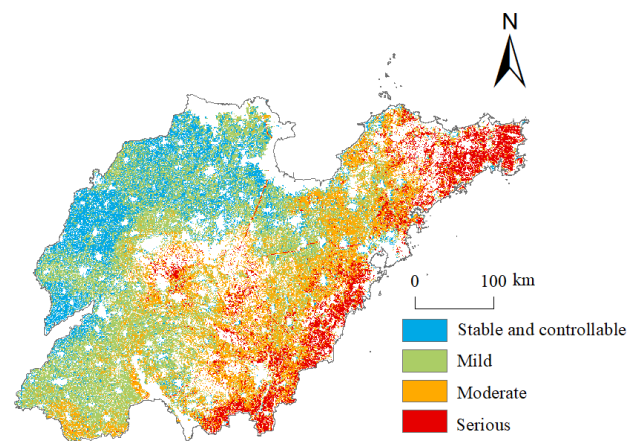 N
0 100 km
Stable and controllable
Mild
Moderate
Serious